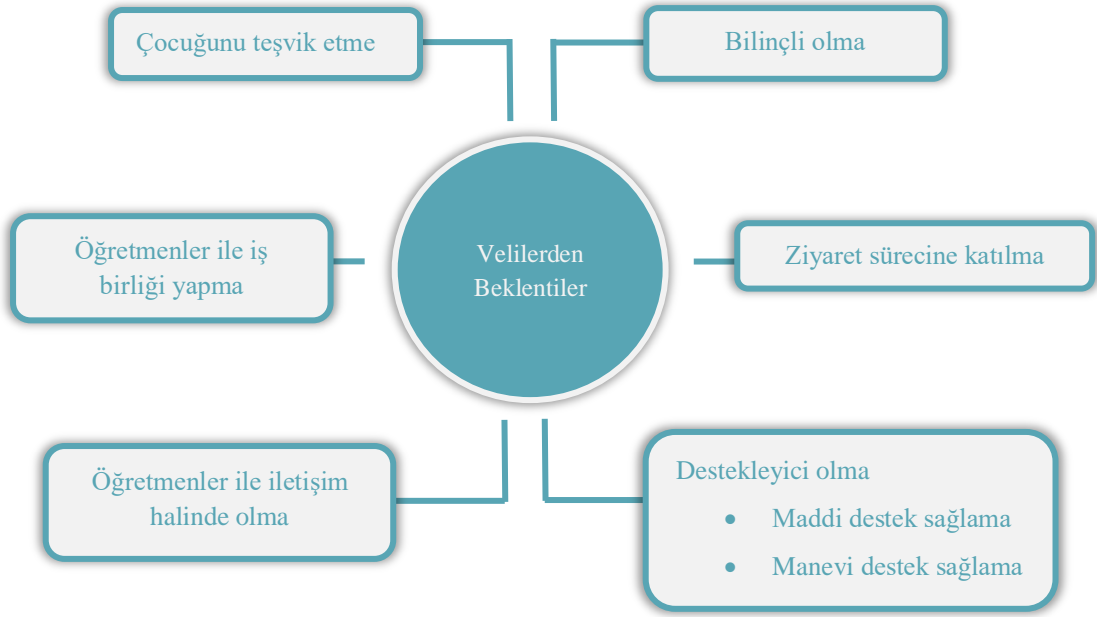 Çocuğunu teşvik etme
Bilinçli olma
Öğretmenler ile iş
birliği yapma
Velilerden
Beklentiler
Ziyaret sürecine katılma
Öğretmenler ile iletişim
halinde olma
Destekleyici olma
• Maddi destek sağlama
• Manevi destek sağlama